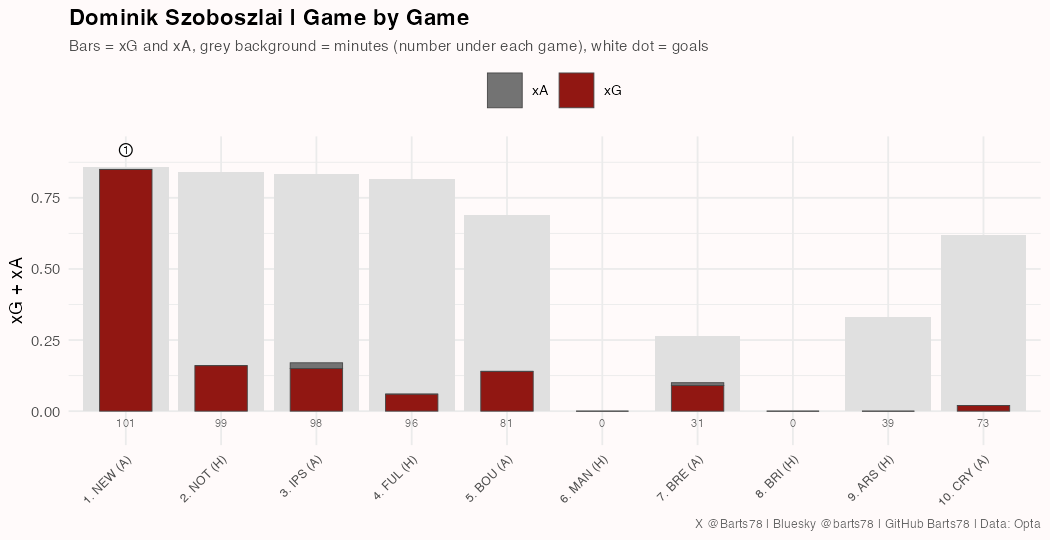 Dominik Szoboszlai | Game by Game
Bars = xG and xA, grey background = minutes (number under each game), white dot = goals
xA xG
1
xG + xA
0.75
0.50
0.25
0.00
101 99 98 96 81 0 31 0 39 73
1. NEW (A) 2. NOT (H) 3. IPS (A) 4. FUL (H) 5. BOU (A) 6. MAN (H) 7. BRE (A) 8. BRI (H) 9. ARS (H) 10. CRY (A)
X @Barts78 | Bluesky @barts78 | GitHub Barts78 | Data: Opta